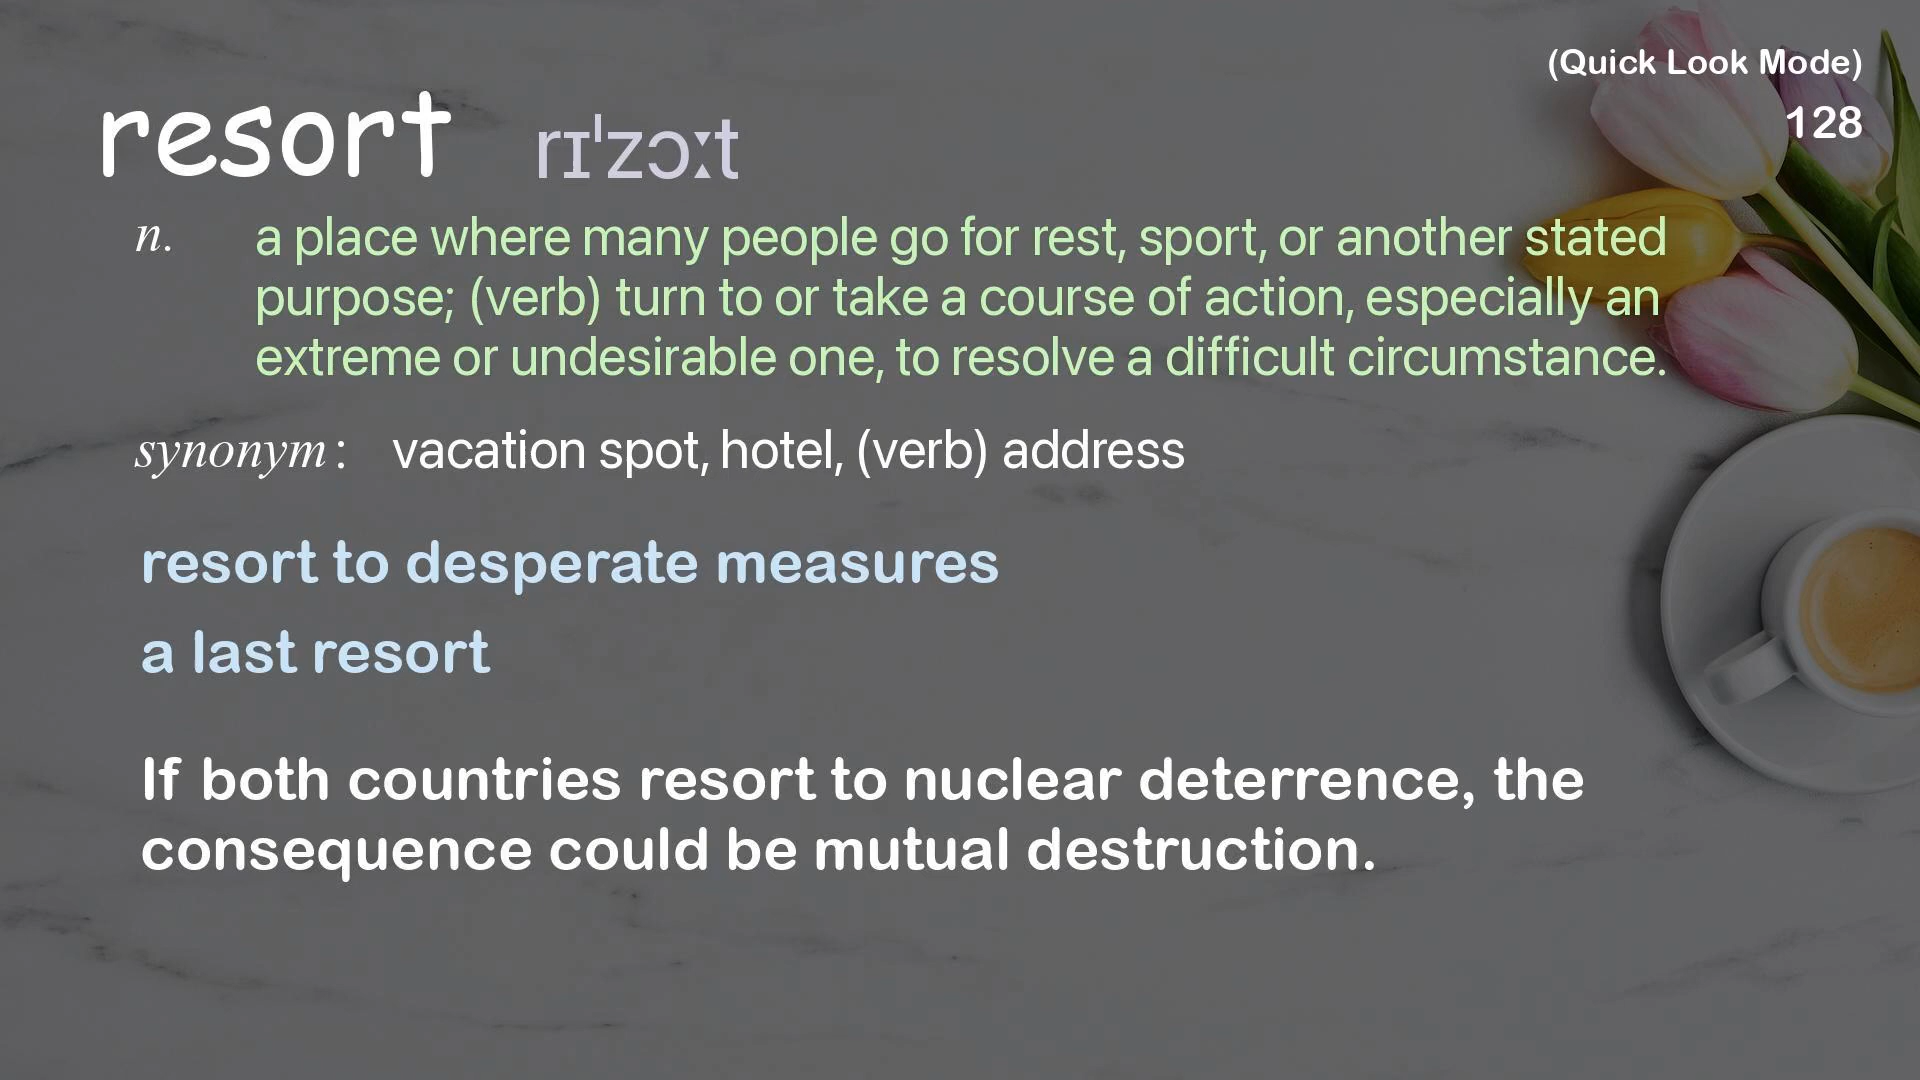 (Quick Look Mode)
128
resort rɪˈzɔːt
n. a place where many people go for rest, sport, or another stated
purpose; (verb) turn to or take a course of action, especially an
extreme or undesirable one, to resolve a difficult circumstance.
synonym: vacation spot, hotel, (verb) address
resort to desperate measures
a last resort
If both countries resort to nuclear deterrence, the
consequence could be mutual destruction.